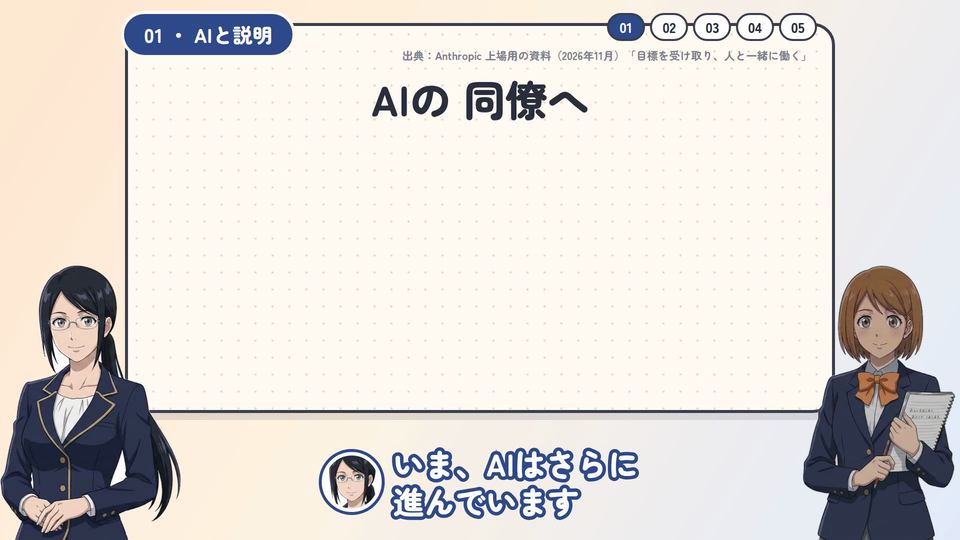 01 ・ AIと説明
01 02 03 04 05
出典：Anthropic 上場用の資料（2026年11月）「目標を受け取り、人と一緒に働く」
AIの 同僚へ
いま、AIはさらに
進んでいます